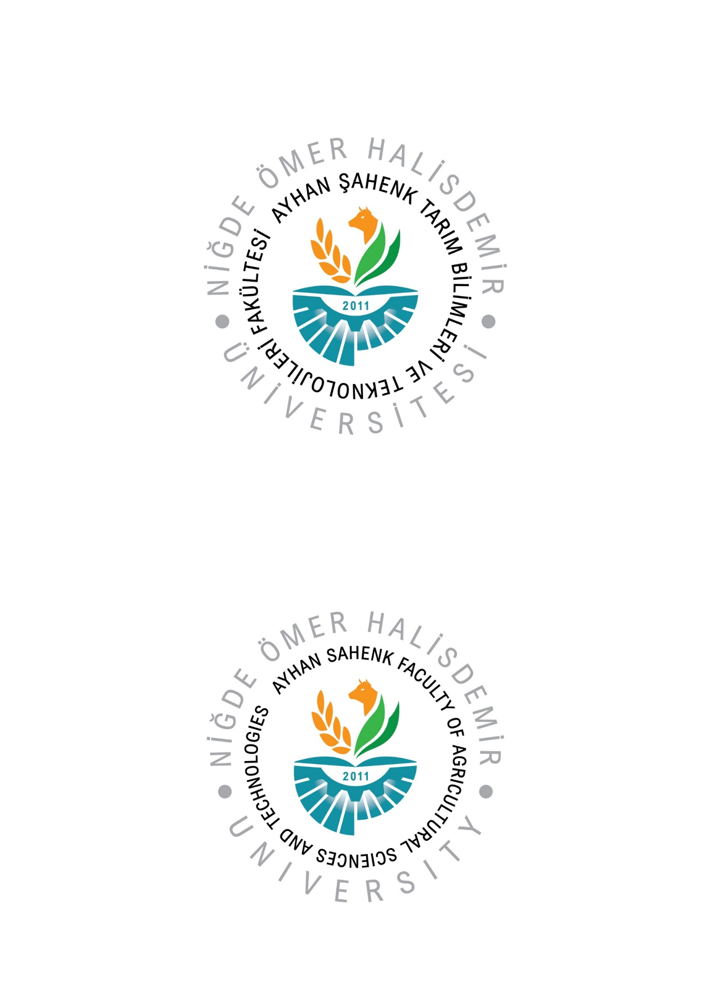 NİĞDE ÖMER HALİSDEMİR
• ÜNİVERSİTESİ •
AYHAN ŞAHENK TARIM BİLİMLERİ VE TEKNOLOJİLERİ FAKÜLTESİ
2011
NİĞDE ÖMER HALİSDEMİR
• UNIVERSITY •
AYHAN SAHENK FACULTY OF AGRICULTURAL SCIENCES AND TECHNOLOGIES
2011